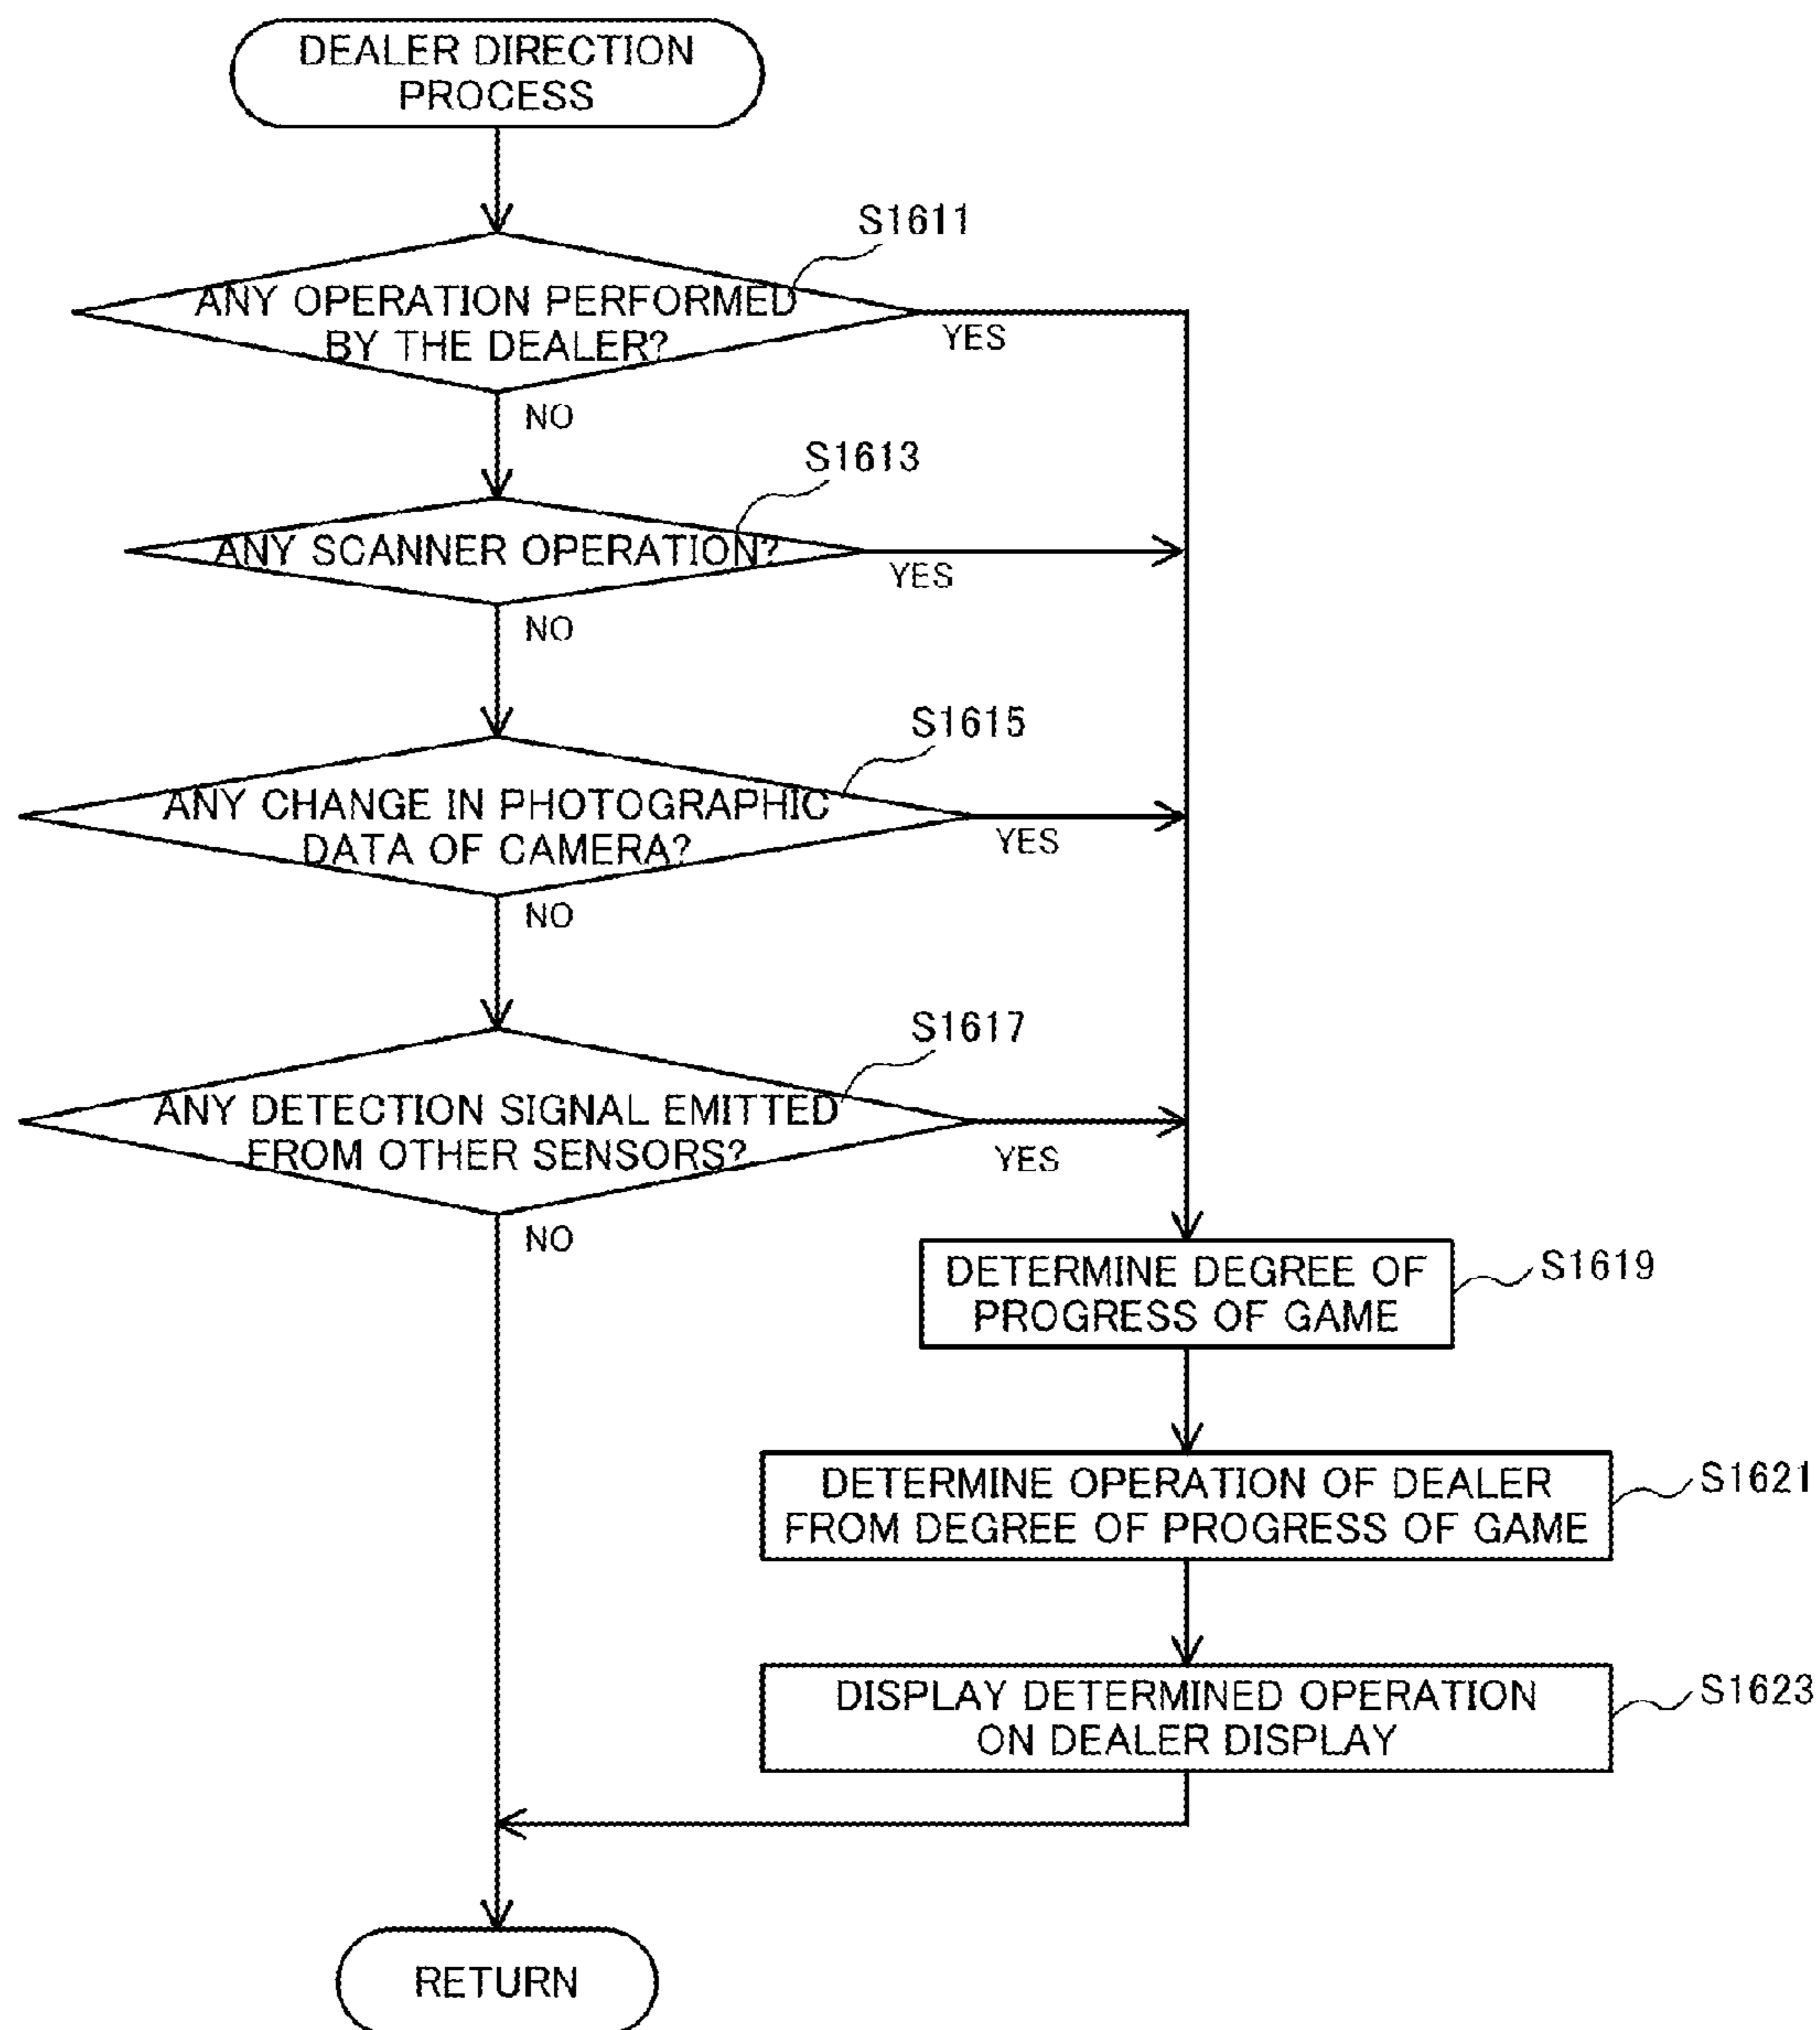 DEALER DIRECTION
PROCESS
S1611
ANY OPERATION PERFORMED
BY THE DEALER?
YES
NO
S1613
ANY SCANNER OPERATION?
YES
NO
S1615
ANY CHANGE IN PHOTOGRAPHIC
DATA OF CAMERA?
YES
NO
S1617
ANY DETECTION SIGNAL EMITTED
FROM OTHER SENSORS?
YES
NO
DETERMINE DEGREE OF
PROGRESS OF GAME
S1619
DETERMINE OPERATION OF DEALER
FROM DEGREE OF PROGRESS OF GAME
S1621
DISPLAY DETERMINED OPERATION
ON DEALER DISPLAY
S1623
RETURN